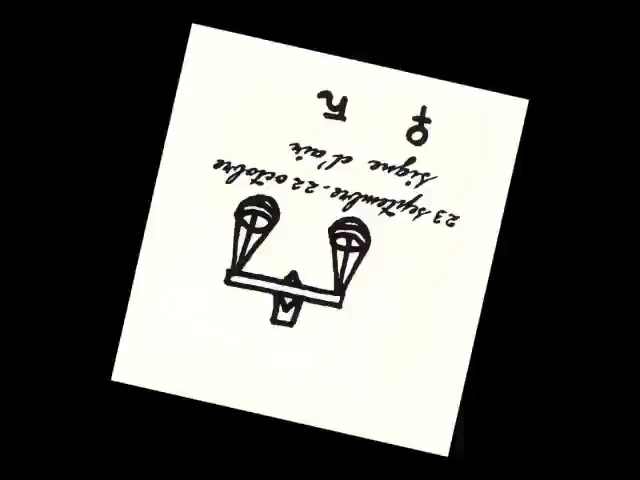 23 septembre - 22 octobre
signe d'air
♀ ♄